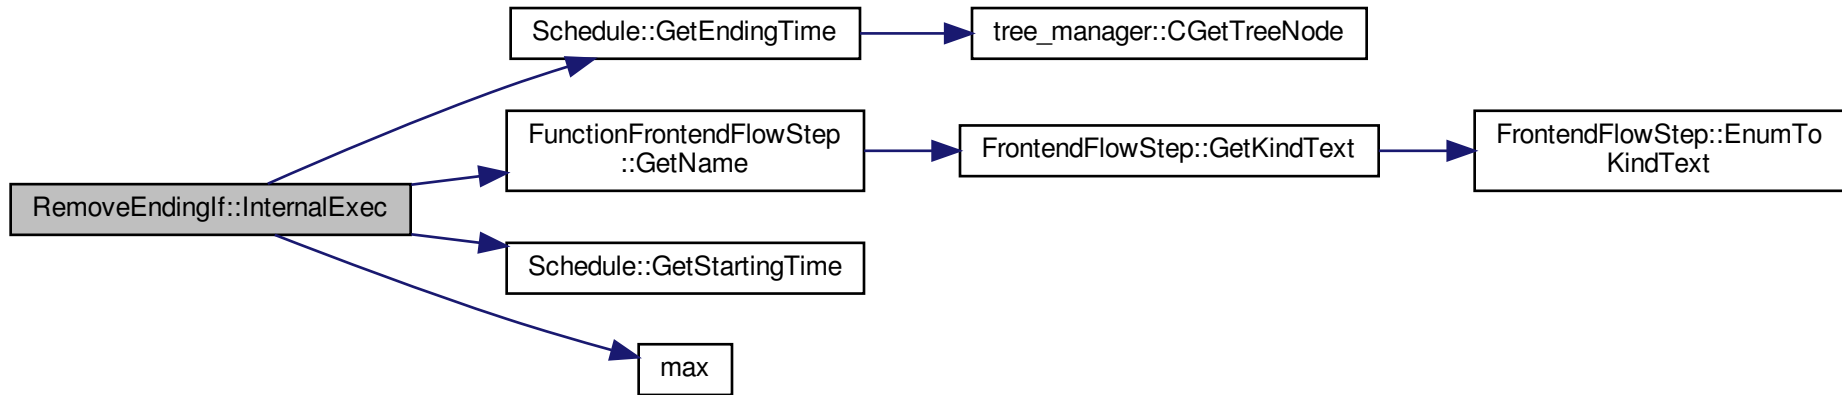 Schedule::GetEndingTime
tree_manager::CGetTreeNode
FunctionFrontendFlowStep
::GetName
FrontendFlowStep::GetKindText
FrontendFlowStep::EnumTo
KindText
RemoveEndingIf::InternalExec
Schedule::GetStartingTime
max